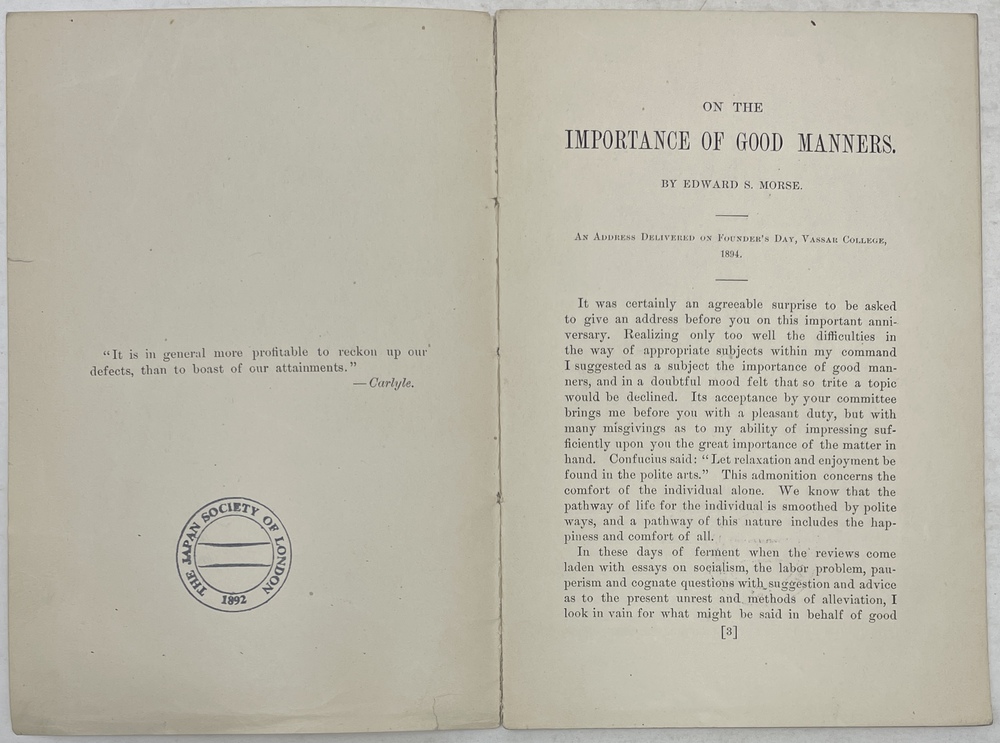 "It is in general more profitable to reckon up our
defects, than to boast of our attainments."
—Carlyle.
THE JAPAN SOCIETY OF LONDON
1892
ON THE
IMPORTANCE OF GOOD MANNERS.
BY EDWARD S. MORSE.
An Address Delivered on Founder's Day, Vassar College,
1894.
It was certainly an agreeable surprise to be asked
to give an address before you on this important anni-
versary. Realizing only too well the difficulties in
the way of appropriate subjects within my command
I suggested as a subject the importance of good man-
ners, and in a doubtful mood felt that so trite a topic
would be declined. Its acceptance by your committee
brings me before you with a pleasant duty, but with
many misgivings as to my ability of impressing suf-
ficiently upon you the great importance of the matter in
hand. Confucius said: "Let relaxation and enjoyment be
found in the polite arts." This admonition concerns the
comfort of the individual alone. We know that the
pathway of life for the individual is smoothed by polite
ways, and a pathway of this nature includes the hap-
piness and comfort of all.
In these days of ferment when the reviews come
laden with essays on socialism, the labor problem, pau-
perism and cognate questions with suggestion and advice
as to the present unrest and methods of alleviation, I
look in vain for what might be said in behalf of good
[3]